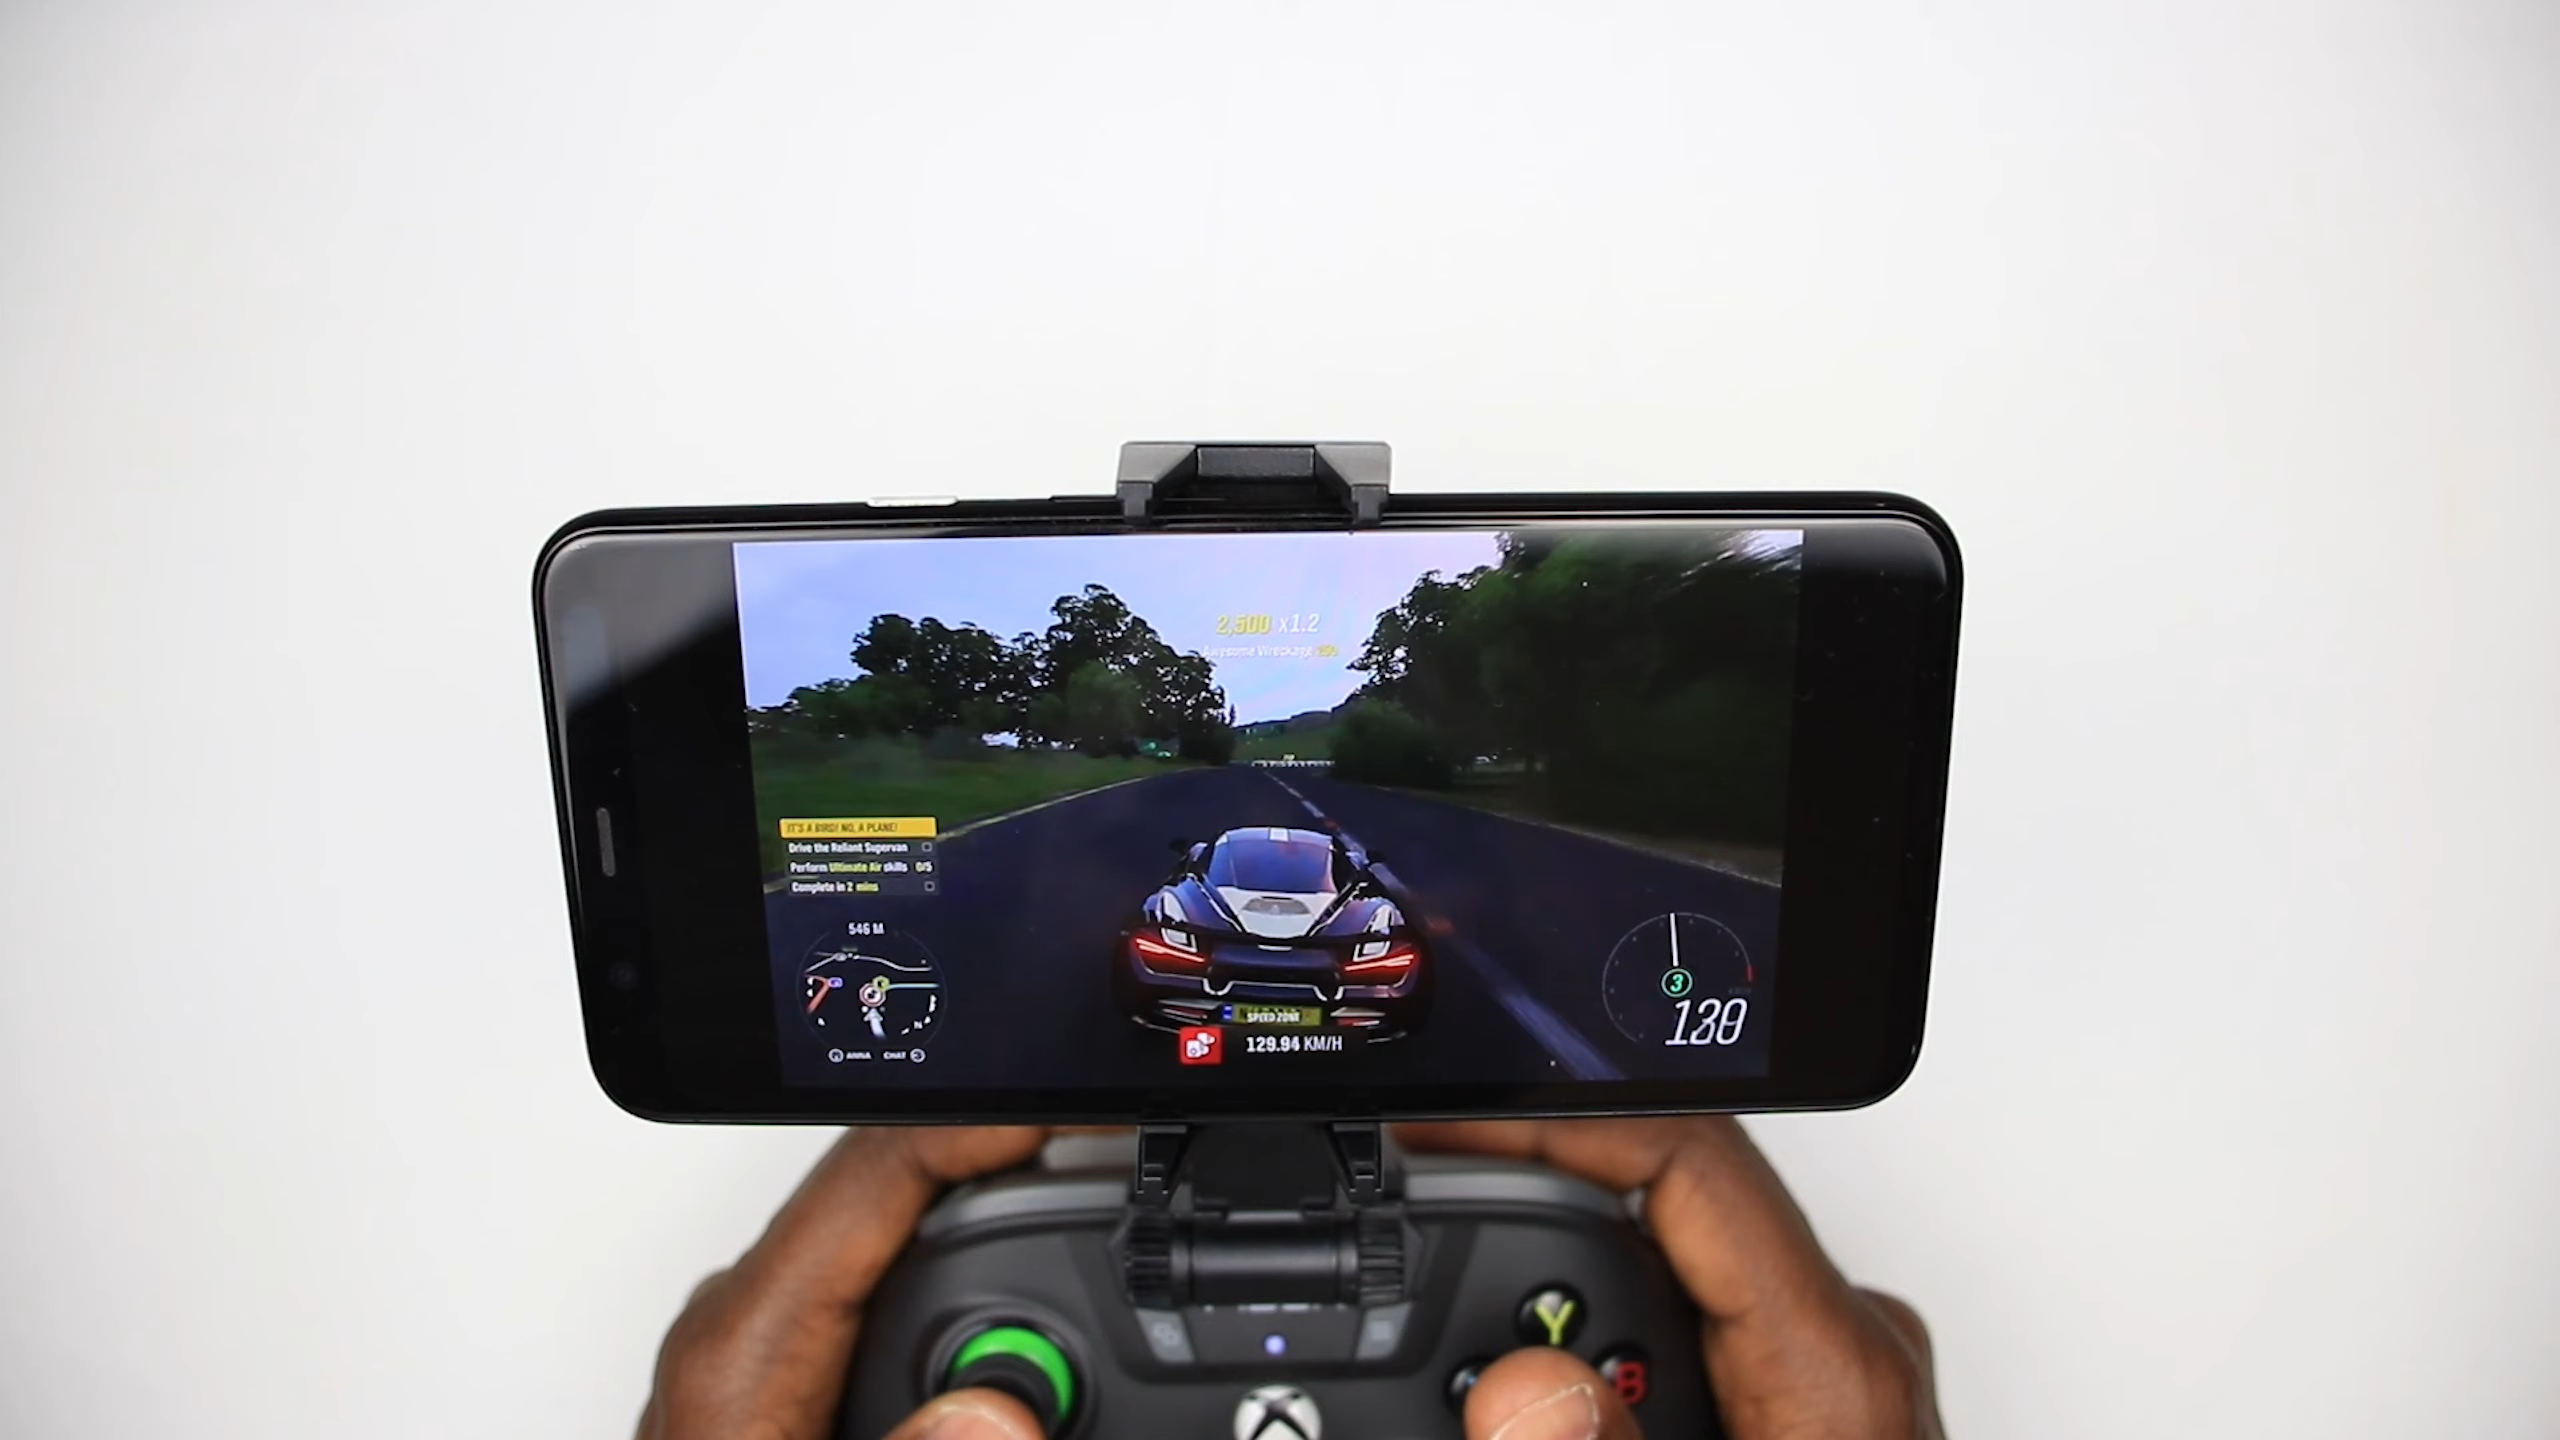 2,500 x1.2
Awesome Wreckage
IT'S A BIRD! NO, A PLANE!
Drive the Reliant Supervan
Perform Ultimate Air skills 0/5
Complete in 2 mins
546 M
N
ANNA CHAT
SPEED ZONE
129.94 KM/H
3
Y
B